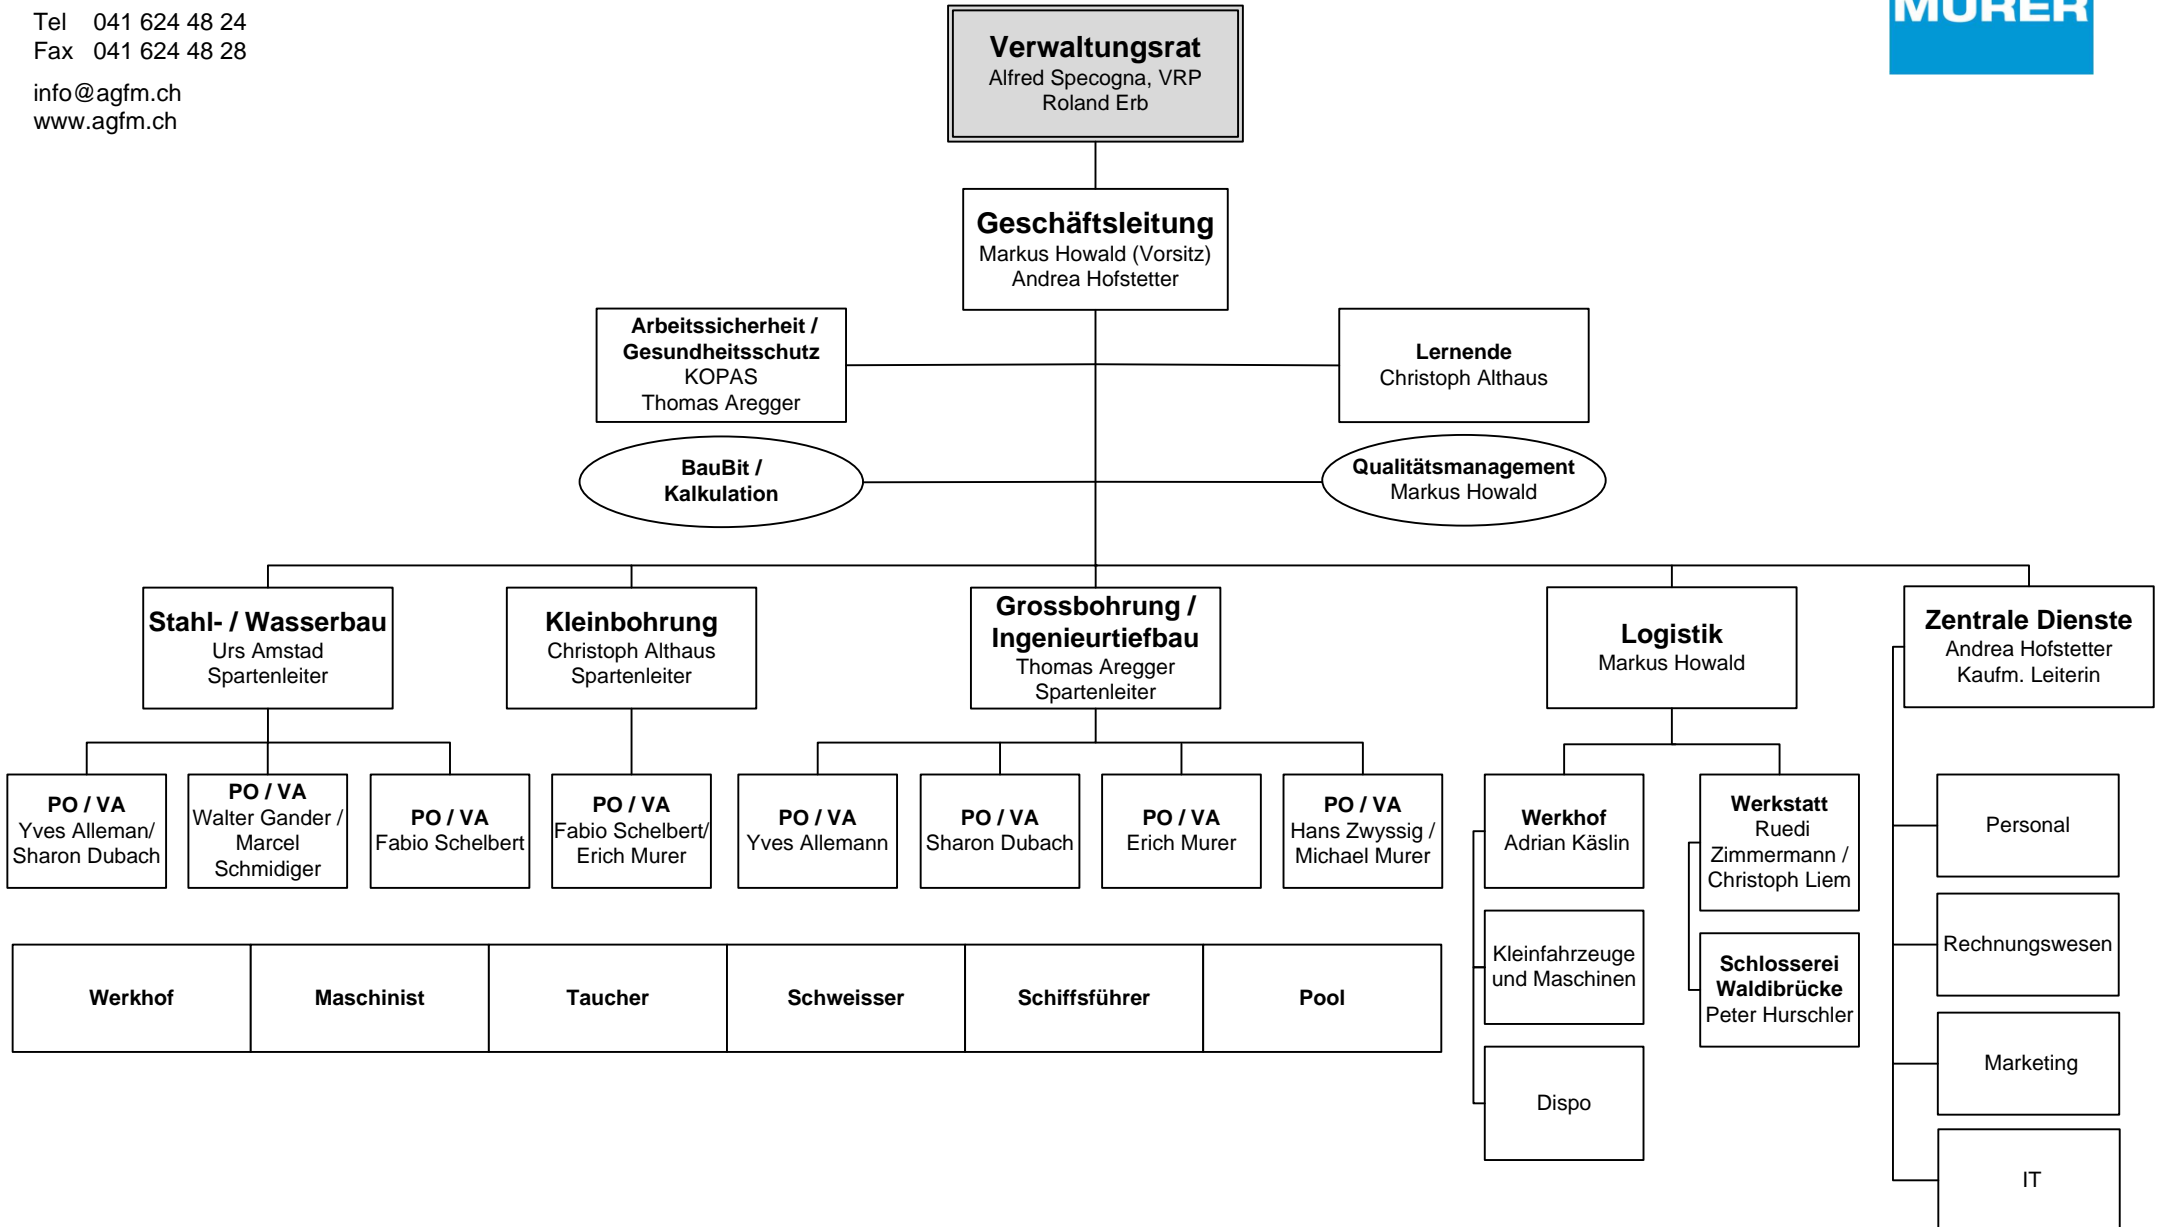 Tel 041 624 48 24
Fax 041 624 48 28
info@agfm.ch
www.agfm.ch
MURER
Verwaltungsrat
Alfred Specogna, VRP
Roland Erb
Geschäftsleitung
Markus Howald (Vorsitz)
Andrea Hofstetter
Arbeitssicherheit /
Gesundheitsschutz
KOPAS
Thomas Aregger
Lernende
Christoph Althaus
BauBit /
Kalkulation
Qualitätsmanagement
Markus Howald
Stahl- / Wasserbau
Urs Amstad
Spartenleiter
Kleinbohrung
Christoph Althaus
Spartenleiter
Grossbohrung /
Ingenieurtiefbau
Thomas Aregger
Spartenleiter
Logistik
Markus Howald
Zentrale Dienste
Andrea Hofstetter
Kaufm. Leiterin
PO / VA
Yves Alleman/
Sharon Dubach
PO / VA
Walter Gander /
Marcel
Schmidiger
PO / VA
Fabio Schelbert
PO / VA
Fabio Schelbert/
Erich Murer
PO / VA
Yves Allemann
PO / VA
Sharon Dubach
PO / VA
Erich Murer
PO / VA
Hans Zwyssig /
Michael Murer
Werkhof
Adrian Käslin
Kleinfahrzeuge
und Maschinen
Dispo
Werkstatt
Ruedi
Zimmermann /
Christoph Liem
Schlosserei
Waldibrücke
Peter Hurschler
Personal
Rechnungswesen
Marketing
IT
Werkhof
Maschinist
Taucher
Schweisser
Schiffsführer
Pool